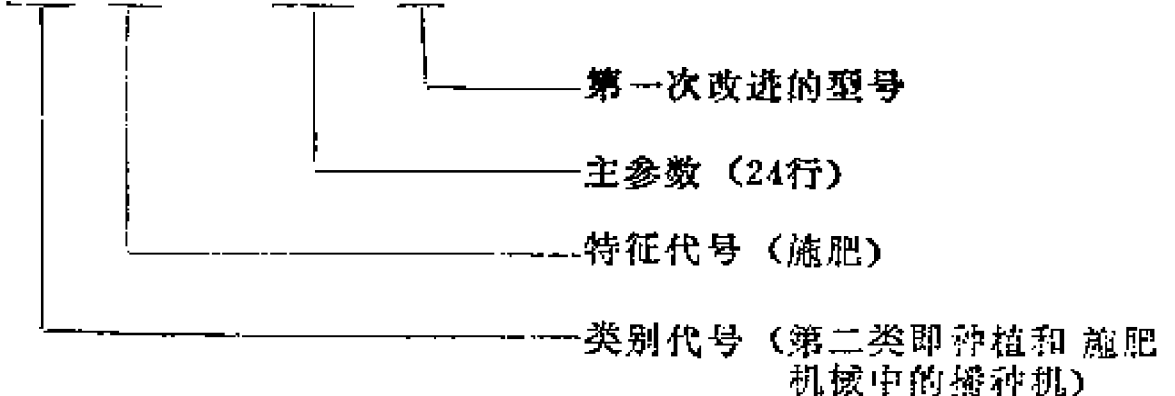 第一次改进的型号
主参数（24行）
特征代号（施肥）
类别代号（第二类即种植和施肥
机械中的播种机）